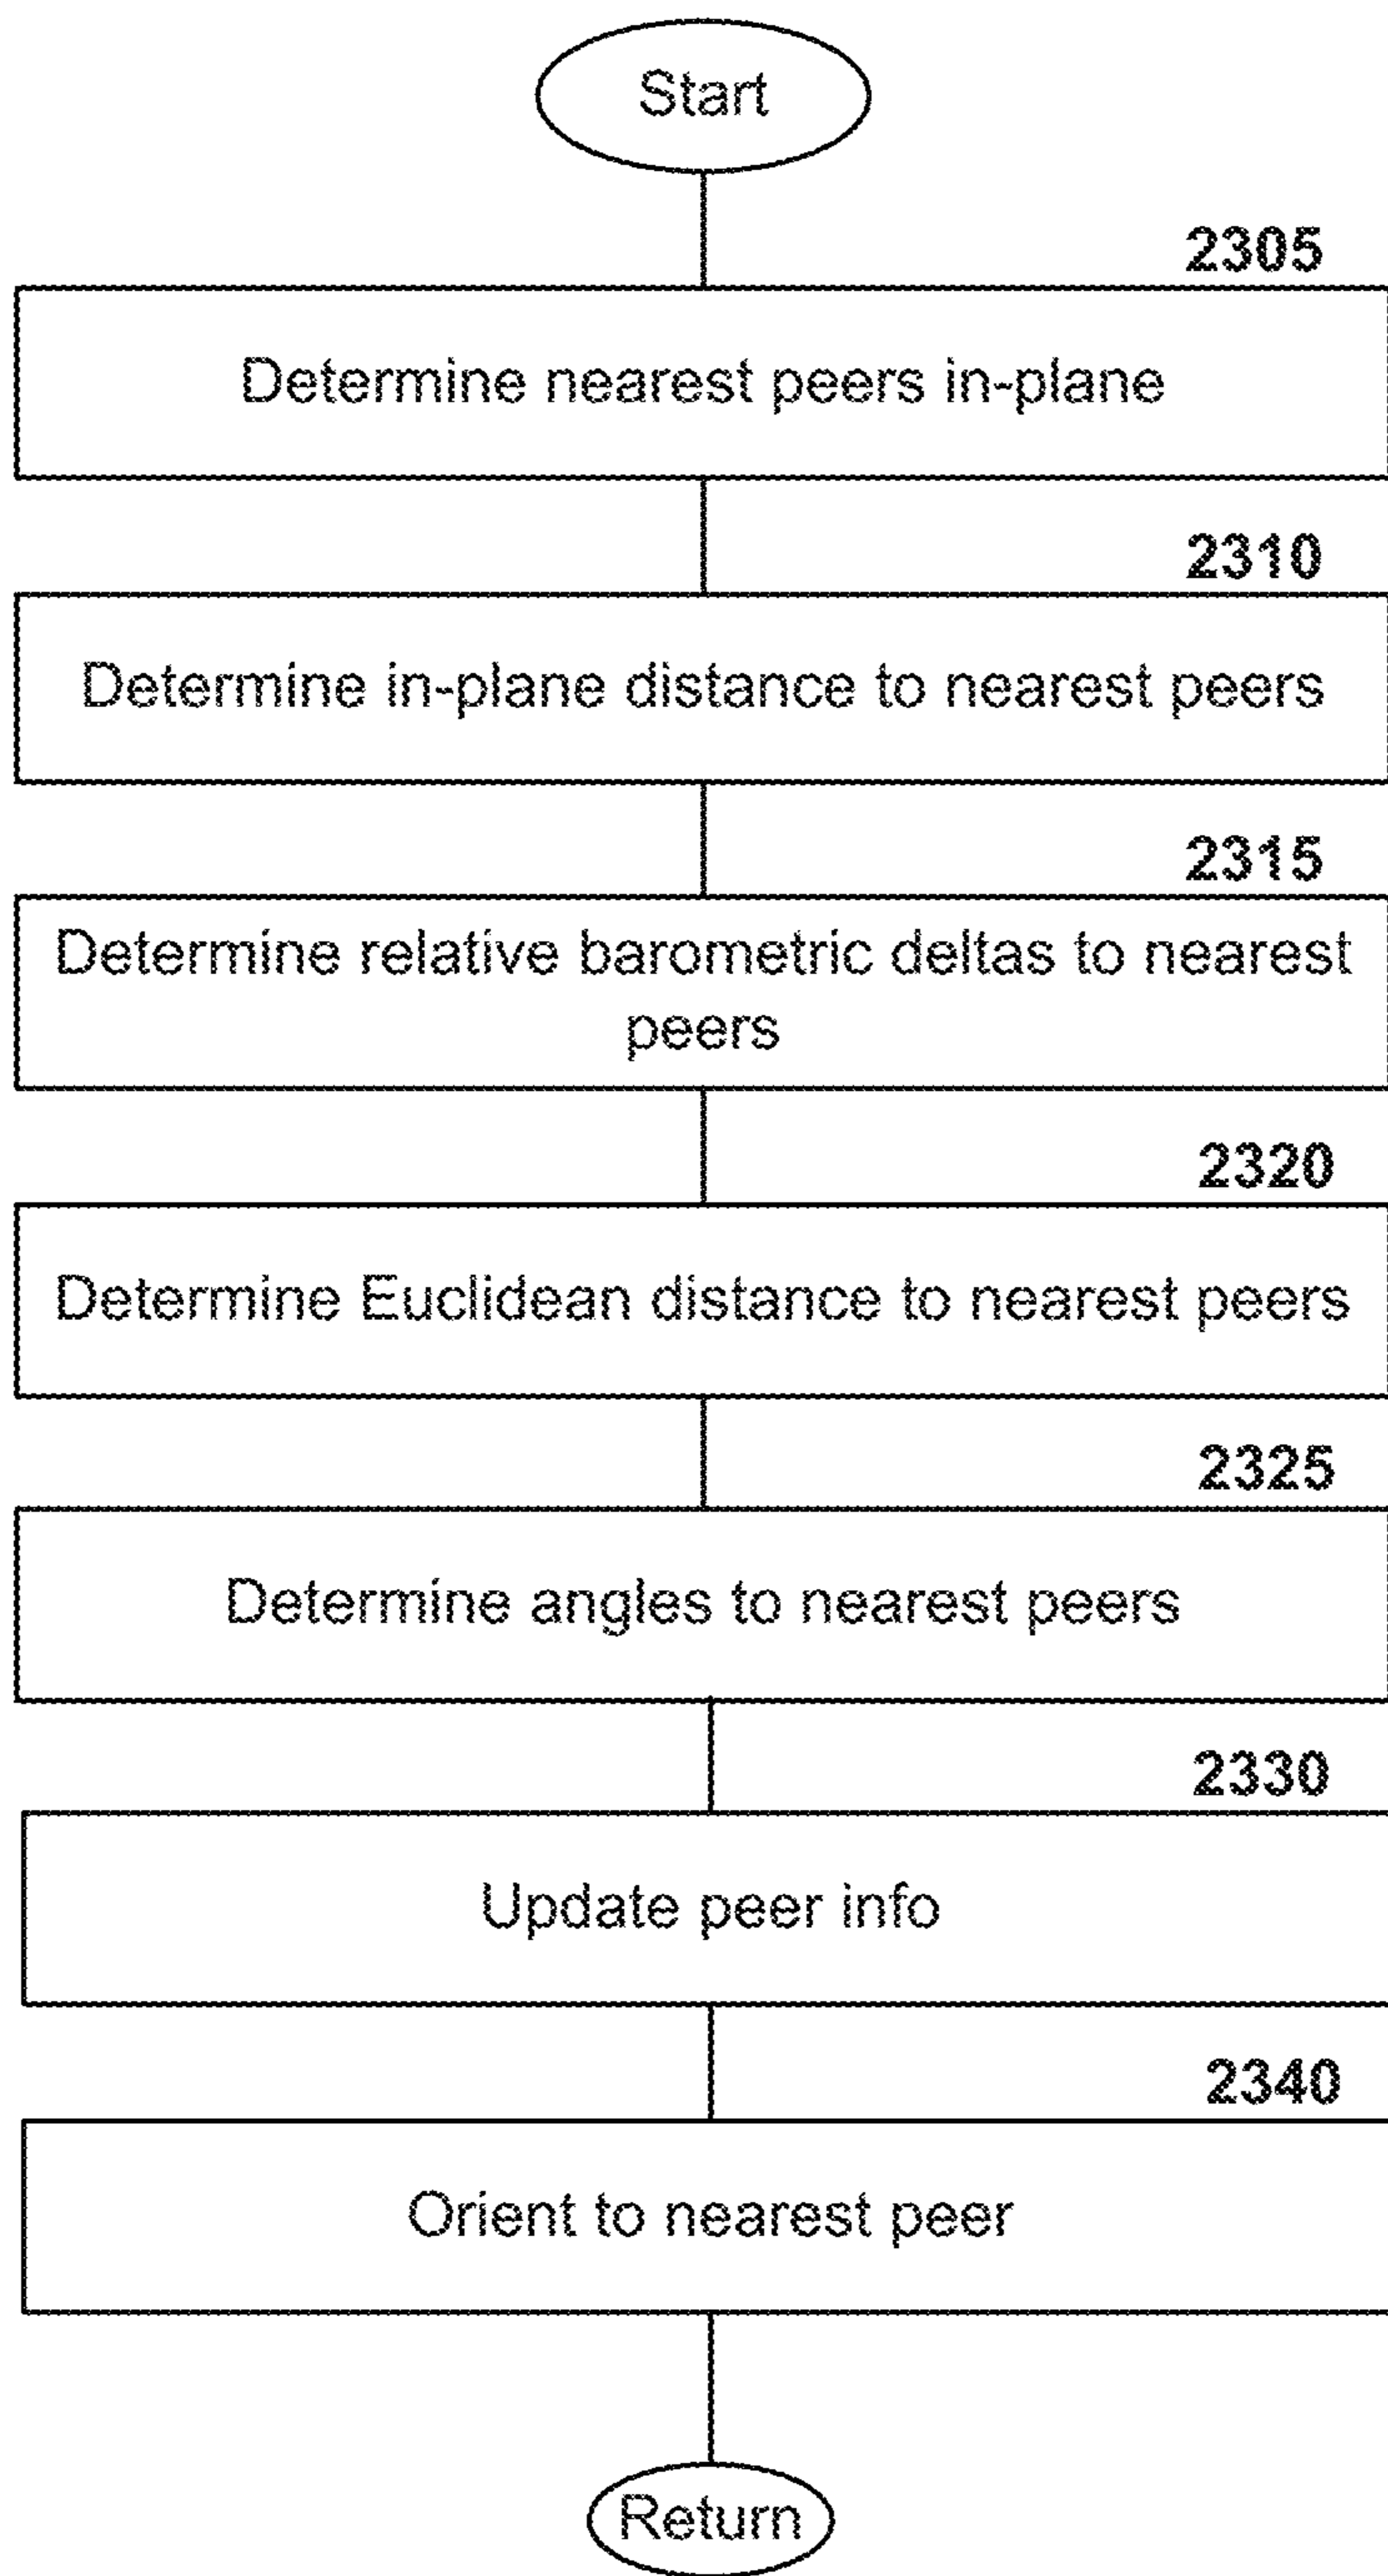 Start
2305
Determine nearest peers in-plane
2310
Determine in-plane distance to nearest peers
2315
Determine relative barometric deltas to nearest
peers
2320
Determine Euclidean distance to nearest peers
2325
Determine angles to nearest peers
2330
Update peer info
2340
Orient to nearest peer
Return